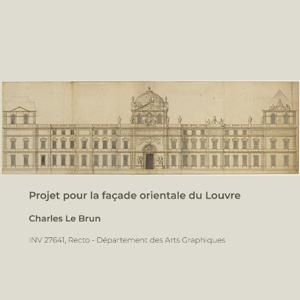 Projet pour la façade orientale du Louvre
Charles Le Brun
INV 27641, Recto - Département des Arts Graphiques